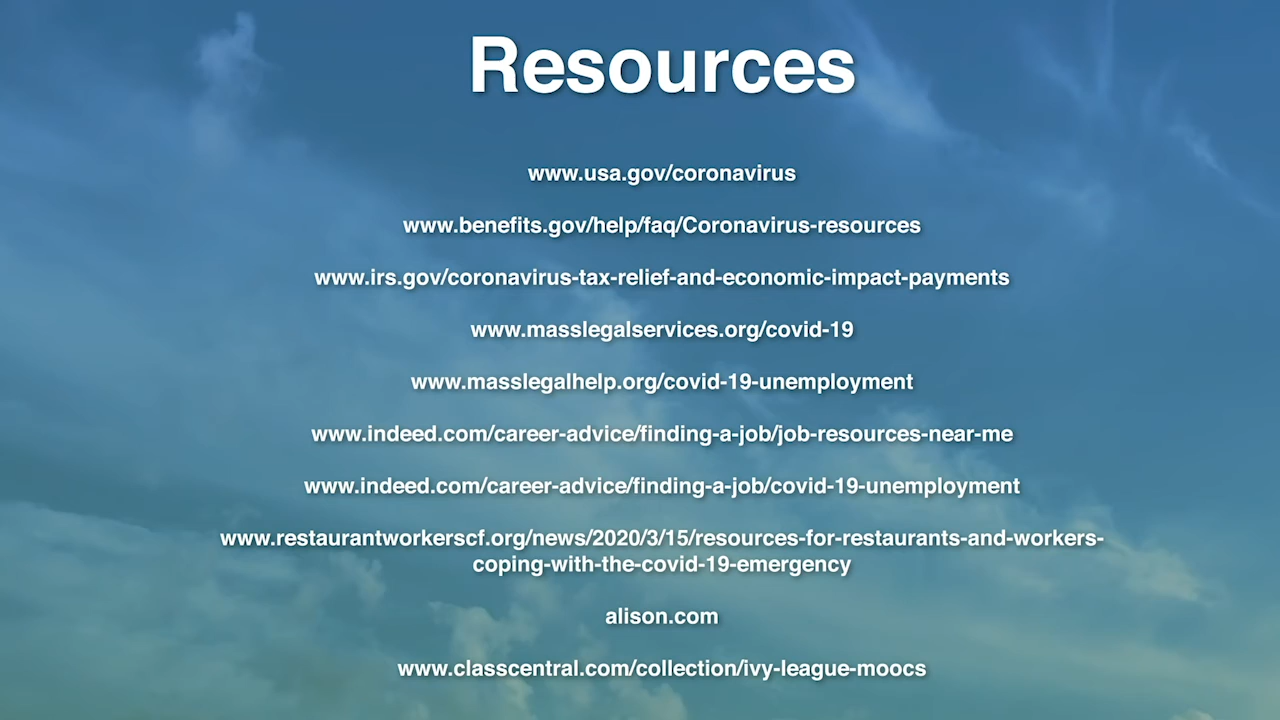 Resources
www.usa.gov/coronavirus
www.benefits.gov/help/faq/Coronavirus-resources
www.irs.gov/coronavirus-tax-relief-and-economic-impact-payments
www.masslegalservices.org/covid-19
www.masslegalhelp.org/covid-19-unemployment
www.indeed.com/career-advice/finding-a-job/job-resources-near-me
www.indeed.com/career-advice/finding-a-job/covid-19-unemployment
www.restaurantworkerscf.org/news/2020/3/15/resources-for-restaurants-and-workers-
coping-with-the-covid-19-emergency
alison.com
www.classcentral.com/collection/ivy-league-moocs